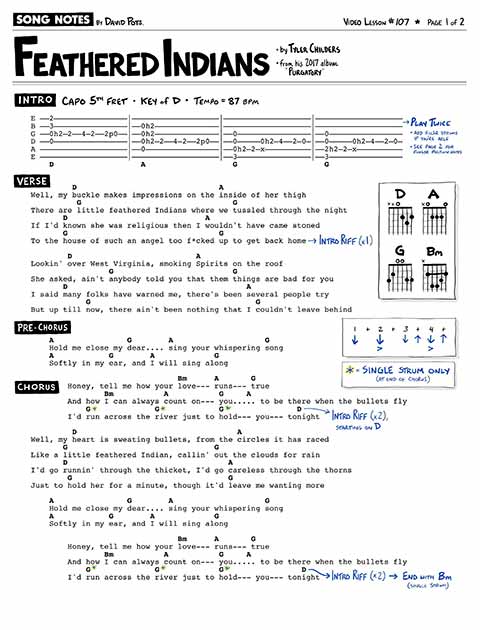 SONG NOTES BY DAVID POTTS. VIDEO LESSON #107 * PAGE 1 OF 2
FEATHERED INDIANS
• BY TYLER CHILDERS
• FROM HIS 2017 ALBUM
"PURGATORY"
INTRO CAPO 5TH FRET • KEY OF D • TEMPO = 87 BPM
PLAY TWICE
D A G G
VERSE
D A
Well, my buckle makes impressions on the inside of her thigh
G G
There are little feathered Indians where we tussled through the night
D A
If I'd known she was religious then I wouldn't have came stoned
G G
To the house of such an angel too f*cked up to get back home → INTRO RIFF (x1)
D A
Lookin' over West Virginia, smoking Spirits on the roof
G G
She asked, ain't anybody told you that them things are bad for you
D A
I said many folks have warned me, there's been several people try
G G
But up till now, there ain't been nothing that I couldn't leave behind
D A
G Bm
PRE-CHORUS
A G A G
Hold me close my dear.... sing your whispering song
A G A
Softly in my ear, and I will sing along
1 + 2 + 3 + 4 +
* = SINGLE STRUM ONLY
(AT END OF CHORUS)
CHORUS
Bm A G
Honey, tell me how your love--- runs--- true
Bm A G
And how I can always count on--- you..... to be there when the bullets fly
G* G* G* D
I'd run across the river just to hold--- you--- tonight → INTRO RIFF (x2),
STARTING ON D
D A
Well, my heart is sweating bullets, from the circles it has raced
G G
Like a little feathered Indian, callin' out the clouds for rain
D A
I'd go runnin' through the thicket, I'd go careless through the thorns
G G
Just to hold her for a minute, though it'd leave me wanting more
A G A G
Hold me close my dear.... sing your whispering song
A G A
Softly in my ear, and I will sing along
Bm A G
Honey, tell me how your love--- runs--- true
Bm A G
And how I can always count on--- you..... to be there when the bullets fly
G* G* G* D
I'd run across the river just to hold--- you--- tonight → INTRO RIFF (x2) → END WITH Bm
(SINGLE STRUM)